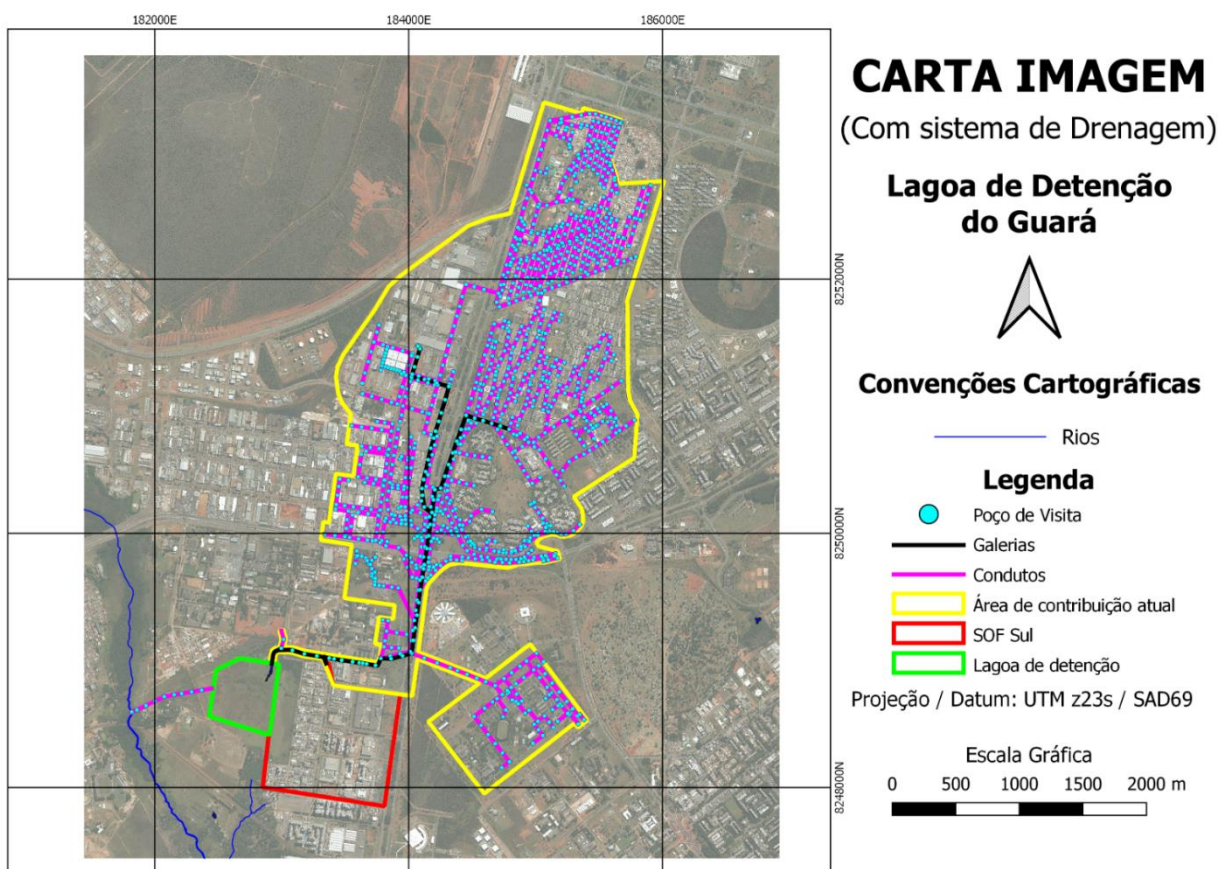 182000E
184000E
186000E
8252000N
8250000N
8248000N
CARTA IMAGEM
(Com sistema de Drenagem)
Lagoa de Detenção
do Guará
Convenções Cartográficas
Rios
Legenda
Poço de Visita
Galerias
Condutos
Área de contribuição atual
SOF Sul
Lagoa de detenção
Projeção / Datum: UTM z23s / SAD69
Escala Gráfica
0 500 1000 1500 2000 m